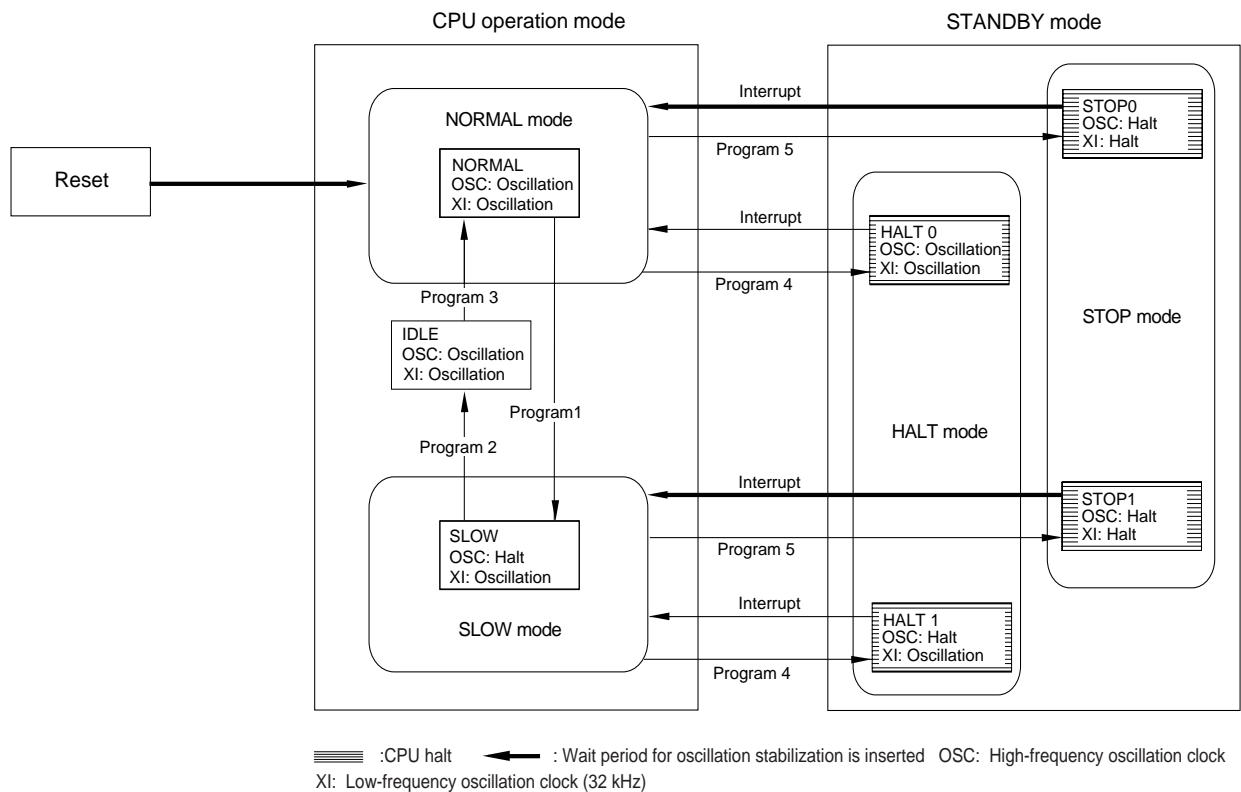 CPU operation mode
STANDBY mode
Reset
NORMAL mode
NORMAL
OSC: Oscillation
XI: Oscillation
Program 3
IDLE
OSC: Oscillation
XI: Oscillation
Program1
Program 2
SLOW
OSC: Halt
XI: Oscillation
SLOW mode
Interrupt
Program 5
Interrupt
Program 4
Interrupt
Program 5
Interrupt
Program 4
STOP0
OSC: Halt
XI: Halt
HALT 0
OSC: Oscillation
XI: Oscillation
STOP mode
HALT mode
STOP1
OSC: Halt
XI: Halt
HALT 1
OSC: Halt
XI: Oscillation
:CPU halt : Wait period for oscillation stabilization is inserted OSC: High-frequency oscillation clock
XI: Low-frequency oscillation clock (32 kHz)